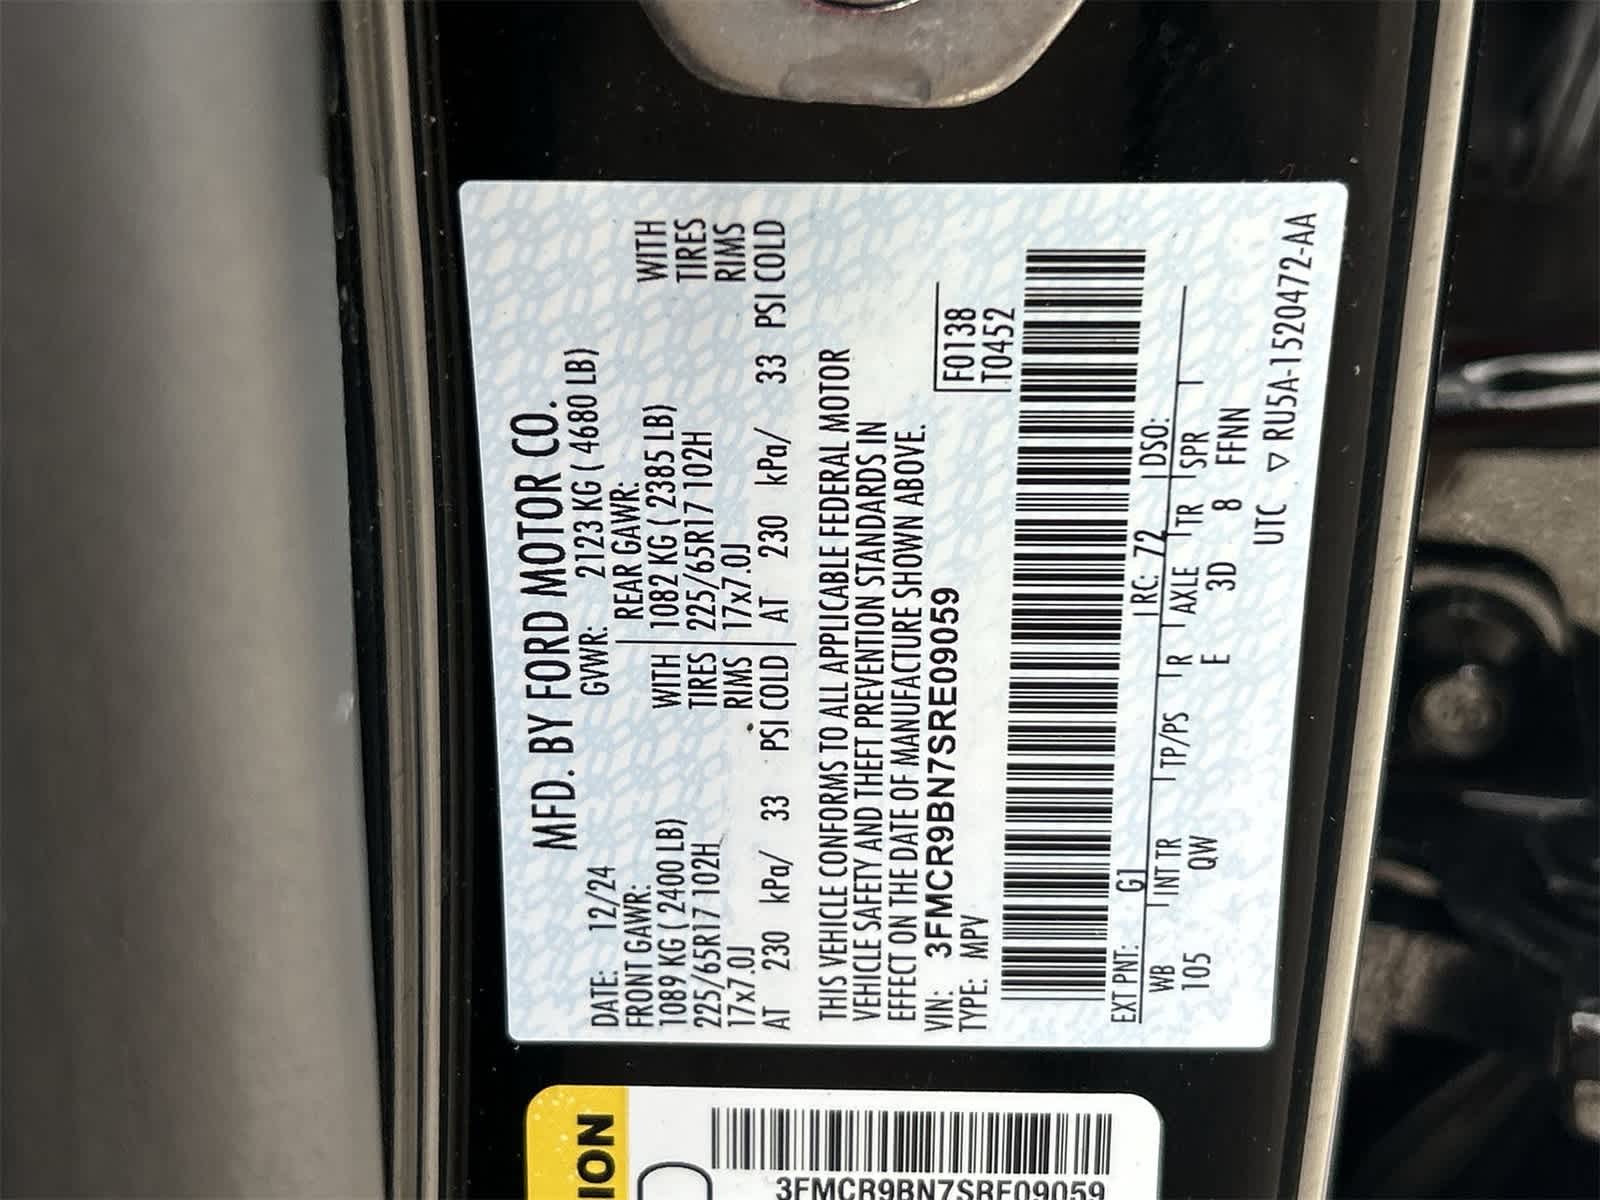 MFD. BY FORD MOTOR CO.
DATE: 12/24 GVWR: 2123 KG ( 4680 LB)
FRONT GAWR: REAR GAWR:
1089 KG ( 2400 LB) WITH 1082 KG ( 2385 LB) WITH
225/65R17 102H TIRES 225/65R17 102H TIRES
17x7.0J RIMS 17x7.0J RIMS
AT 230 kPa/ 33 PSI COLD AT 230 kPa/ 33 PSI COLD
THIS VEHICLE CONFORMS TO ALL APPLICABLE FEDERAL MOTOR
VEHICLE SAFETY AND THEFT PREVENTION STANDARDS IN
EFFECT ON THE DATE OF MANUFACTURE SHOWN ABOVE.
VIN: 3FMCR9BN7SRE09059 F0138
TYPE: MPV T0452
EXT PNT: G1 RC: 72 DSO:
WB INT TR TP/PS R AXLE TR SPR
105 QW E 3D 8 FFNN
UTC ▽ RU5A-1520472-AA
ION
3FMCR9BN7SRE09059